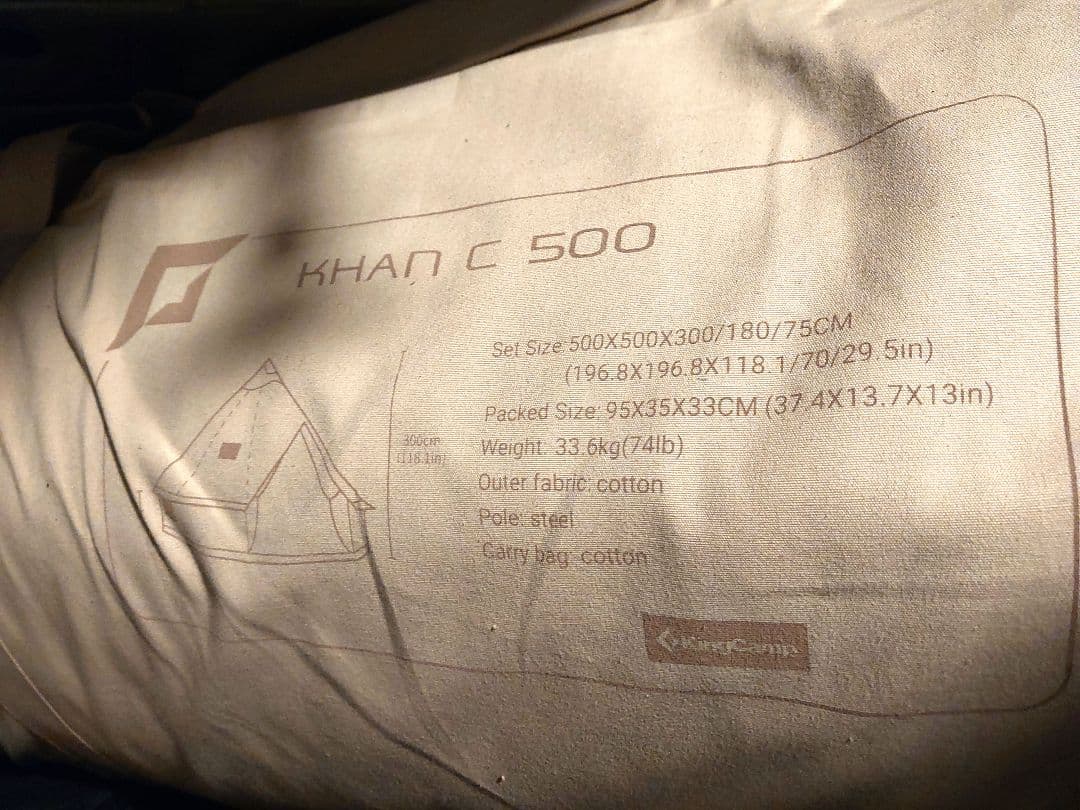 KHAN C 500
Set Size:500X500X300/180/75CM
(196.8X196.8X118.1/70/29.5in)
Packed Size: 95X35X33CM (37.4X13.7X13in)
Weight: 33.6kg(74lb)
Outer fabric: cotton
Pole: steel
Carry bag: cotton
300cm
(118.1in)
KingCamp